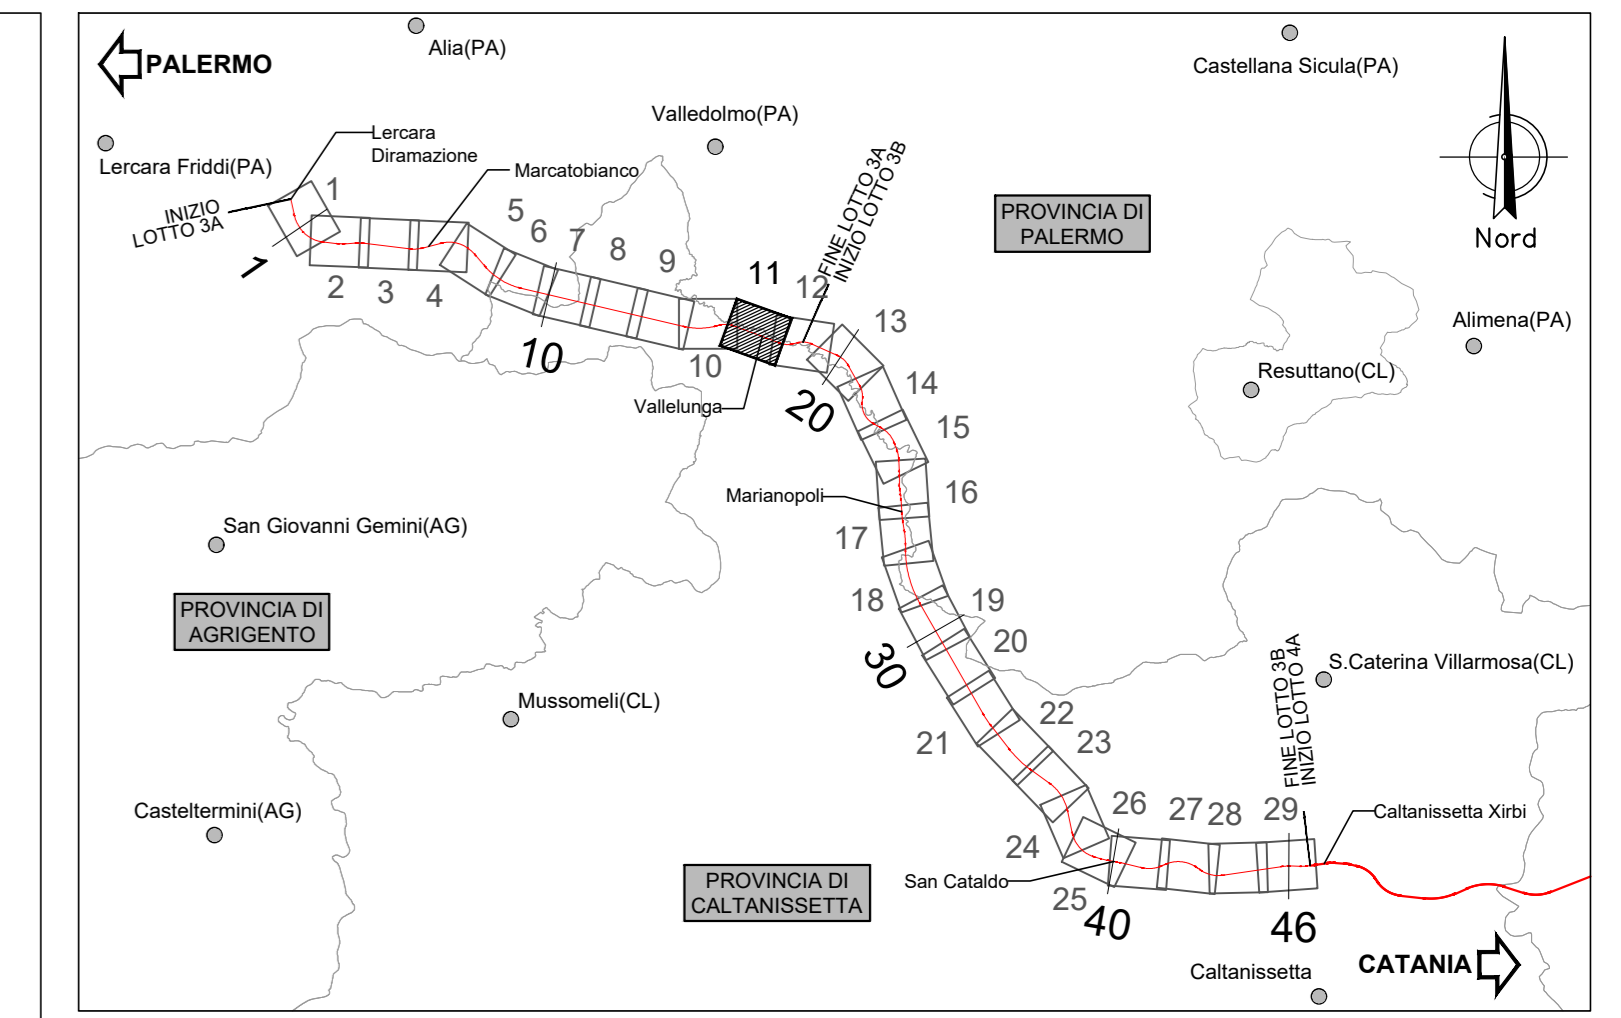 Alia(PA)
PALERMO
Castellana Sicula(PA)
Valledolmo(PA)
Lercara
Diramazione
Lercara Friddi(PA)
Marcatobianco
INIZIO
LOTTO 3A
FINE LOTTO 3A
INIZIO LOTTO 3B
PROVINCIA DI
PALERMO
Nord
1
1
2
3
4
5
6
7
8
9
10
10
11
12
13
14
15
16
17
18
19
20
20
21
22
23
24
25
26
27
28
29
30
40
46
Alimena(PA)
Resuttano(CL)
Vallelunga
Marianopoli
San Giovanni Gemini(AG)
PROVINCIA DI
AGRIGENTO
Mussomeli(CL)
S.Caterina Villarmosa(CL)
FINE LOTTO 3B
INIZIO LOTTO 4A
Casteltermini(AG)
Caltanissetta Xirbi
San Cataldo
PROVINCIA DI
CALTANISSETTA
Caltanissetta
CATANIA